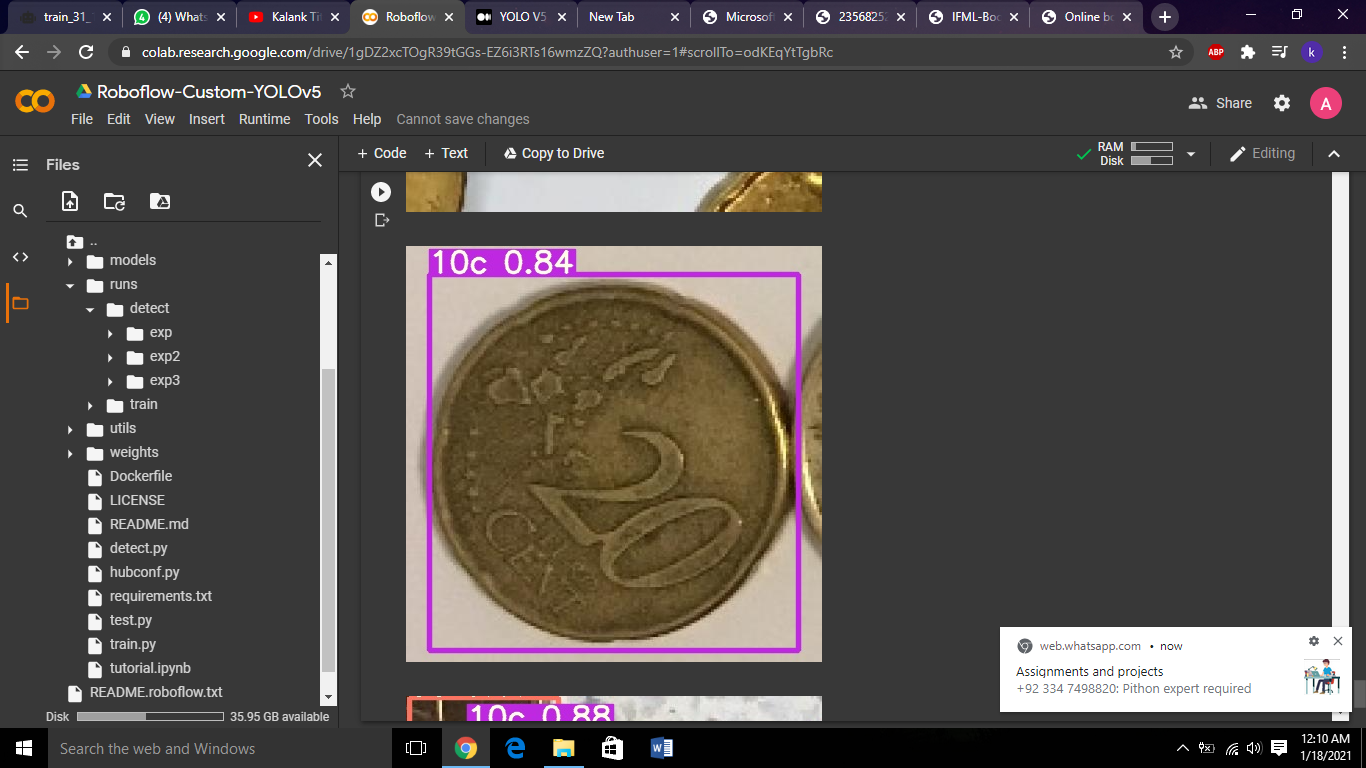 train_31_
(4) Whats
Kalank Tit
Roboflow
YOLO V5
New Tab
Microsoft
23568252
IFML-Boo
Online bo
colab.research.google.com/drive/1gDZ2xcTOgR39tGGs-EZ6i3RTs16wmzZQ?authuser=1#scrollTo=odKEqYtTgbRc
ABP
k
Roboflow-Custom-YOLOv5
Share
A
File Edit View Insert Runtime Tools Help Cannot save changes
Files
+ Code + Text Copy to Drive
RAM
Disk
Editing
..
models
runs
detect
exp
exp2
exp3
train
utils
weights
Dockerfile
LICENSE
README.md
detect.py
hubconf.py
requirements.txt
test.py
train.py
tutorial.ipynb
README.roboflow.txt
Disk 35.95 GB available
10c 0.84
20
CENT
10c 0.88
web.whatsapp.com • now
Assignments and projects
+92 334 7498820: Pithon expert required
Search the web and Windows
12:10 AM
1/18/2021